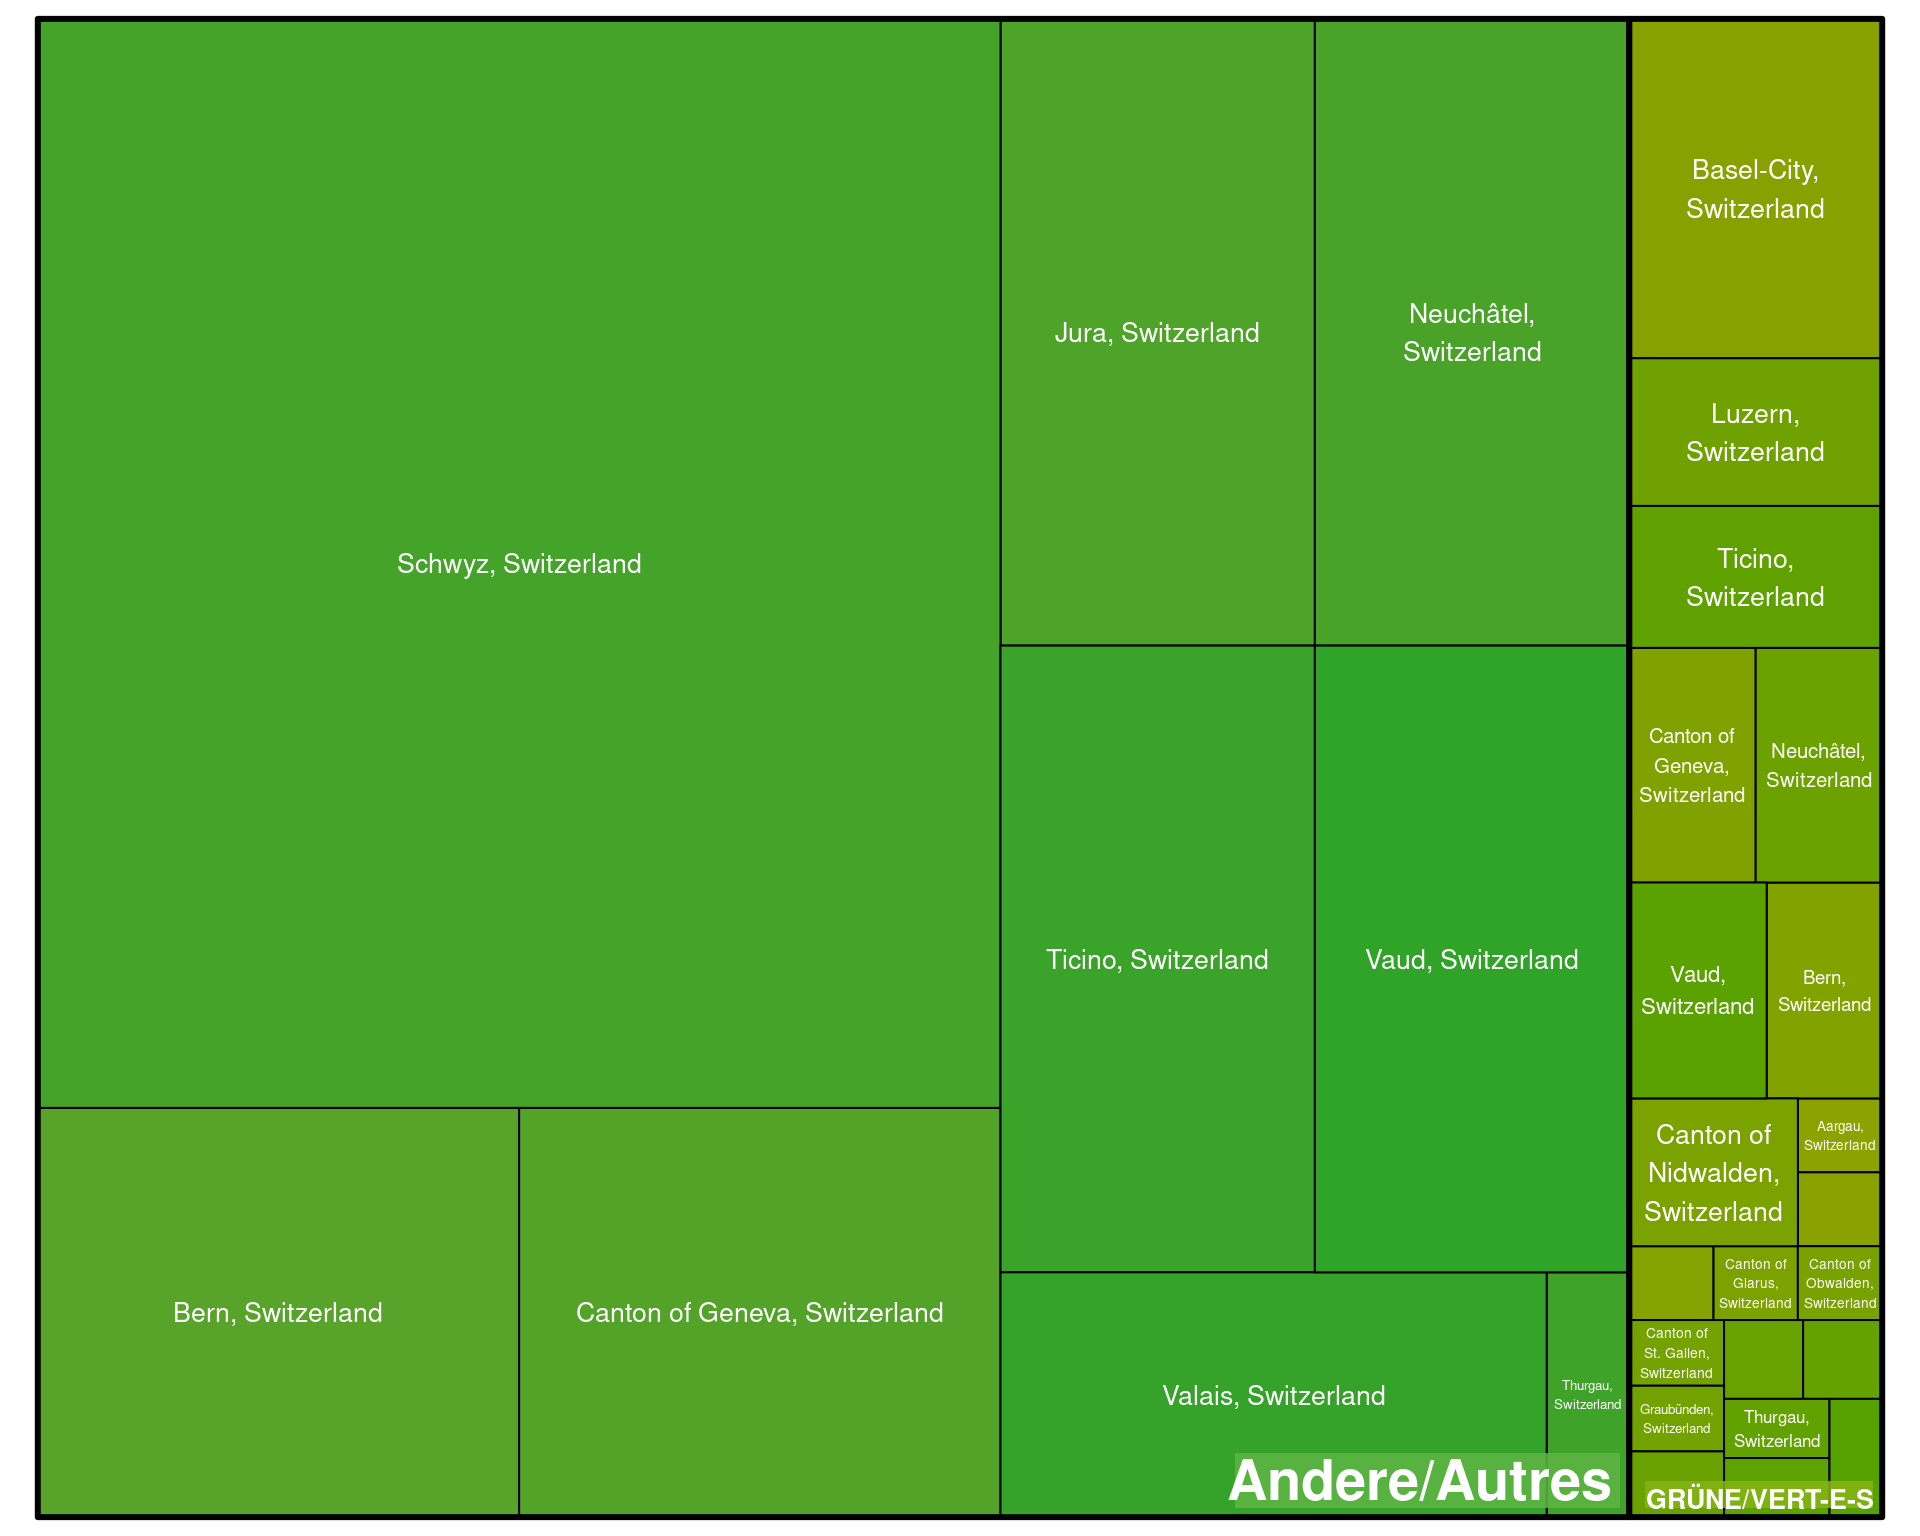 Schwyz, Switzerland
Bern, Switzerland
Canton of Geneva, Switzerland
Jura, Switzerland
Neuchâtel,
Switzerland
Ticino, Switzerland
Vaud, Switzerland
Valais, Switzerland
Thurgau,
Switzerland
Andere/Autres
Basel-City,
Switzerland
Luzern,
Switzerland
Ticino,
Switzerland
Canton of
Geneva,
Switzerland
Neuchâtel,
Switzerland
Vaud,
Switzerland
Bern,
Switzerland
Canton of
Nidwalden,
Switzerland
Aargau,
Switzerland
Canton of
Glarus,
Switzerland
Canton of
Obwalden,
Switzerland
Canton of
St. Gallen,
Switzerland
Graubünden,
Switzerland
Thurgau,
Switzerland
GRÜNE/VERT-E-S